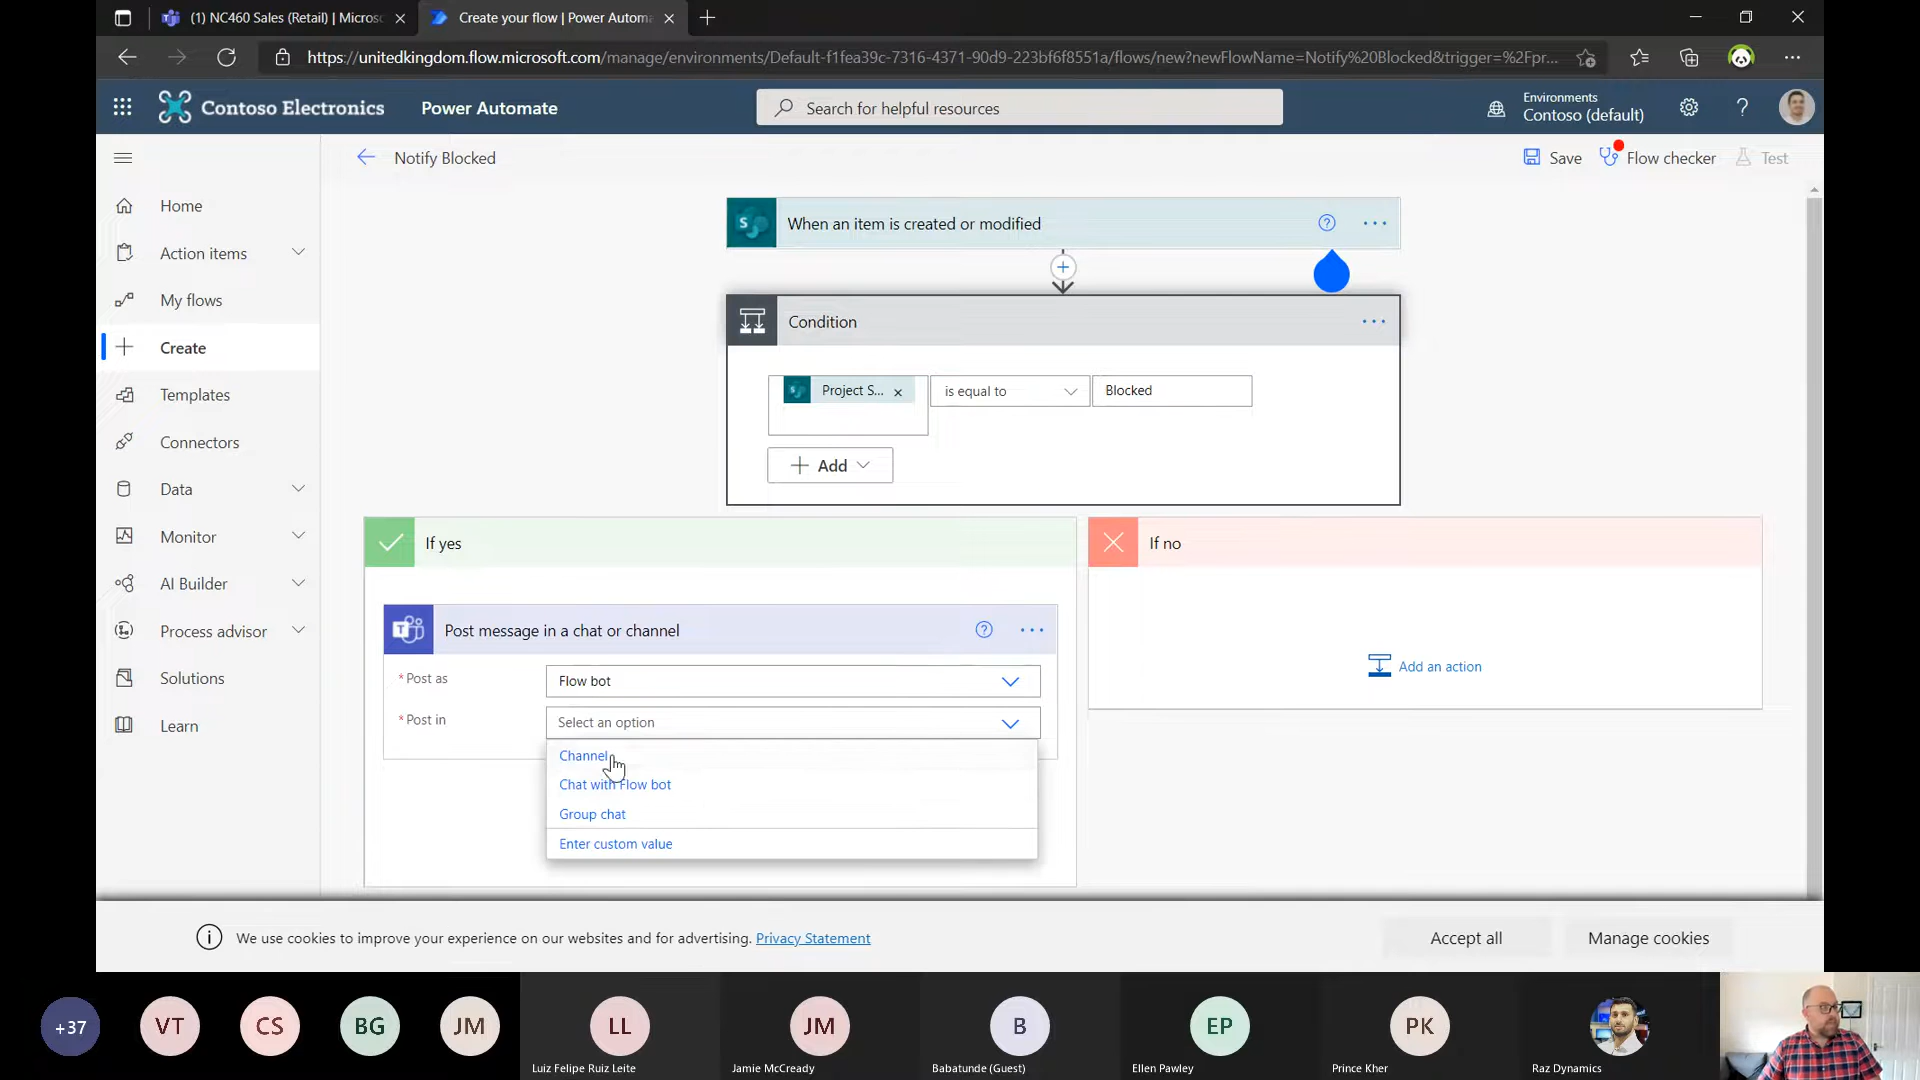 (1) NC460 Sales (Retail) | Micros
Create your flow | Power Autom
https://unitedkingdom.flow.microsoft.com/manage/environments/Default-f1fea39c-7316-4371-90d9-223bf6f8551a/flows/new?newFlowName=Notify%20Blocked&trigger=%2Fpr...
Contoso Electronics
Power Automate
Search for helpful resources
Environments
Contoso (default)
?
Notify Blocked
Save
Flow checker
Test
Home
Action items
My flows
Create
Templates
Connectors
Data
Monitor
AI Builder
Process advisor
Solutions
Learn
When an item is created or modified
Condition
Project S...
is equal to
Blocked
Add
If yes
If no
Post message in a chat or channel
* Post as
Flow bot
* Post in
Select an option
Channel
Chat with Flow bot
Group chat
Enter custom value
Add an action
We use cookies to improve your experience on our websites and for advertising. Privacy Statement
Accept all
Manage cookies
+37
VT
CS
BG
JM
LL
JM
B
EP
PK
Luiz Felipe Ruiz Leite
Jamie McCready
Babatunde (Guest)
Ellen Pawley
Prince Kher
Raz Dynamics